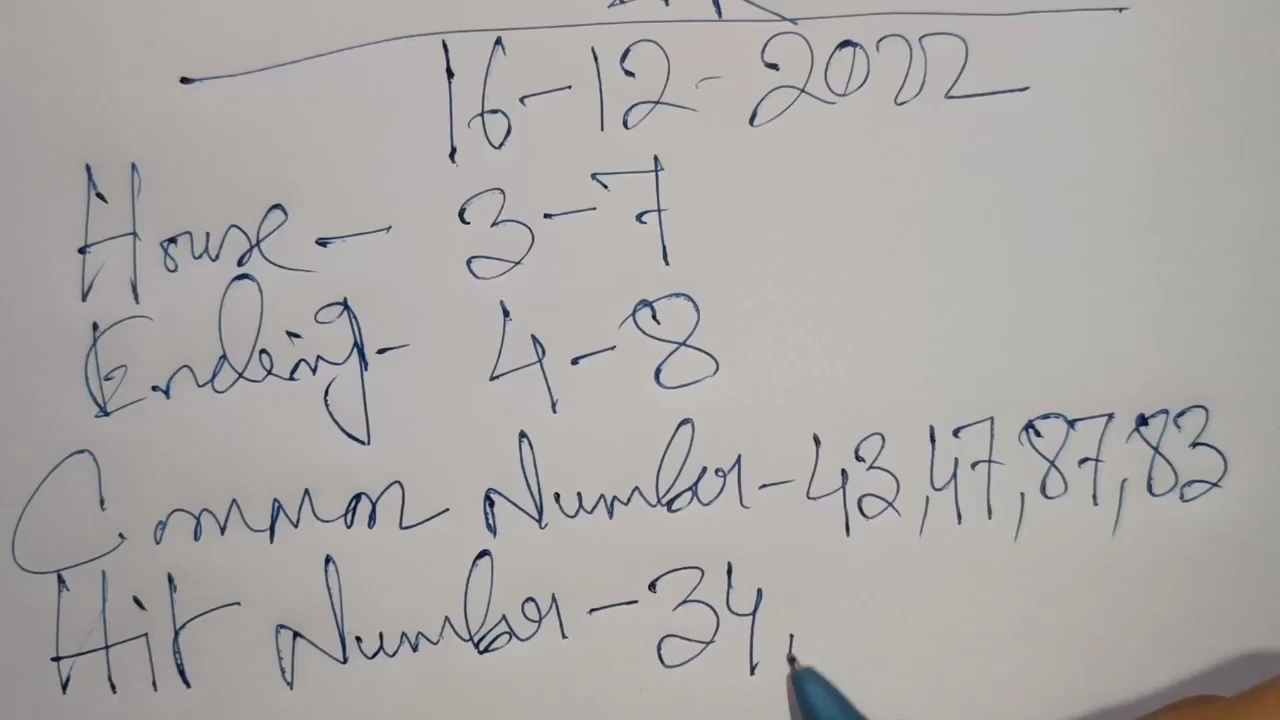 16-12-2022
House- 3-7
Ending- 4-8
Common Number-43,47,87,83
Hit Number-34,